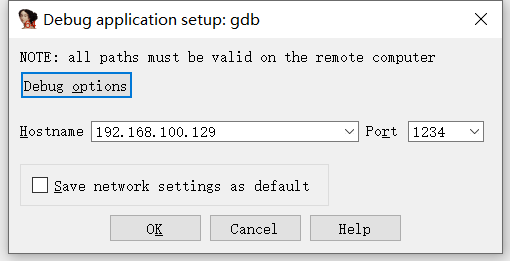 Debug application setup: gdb
NOTE: all paths must be valid on the remote computer
Debug options
Hostname 192.168.100.129 Port 1234
Save network settings as default
OK Cancel Help